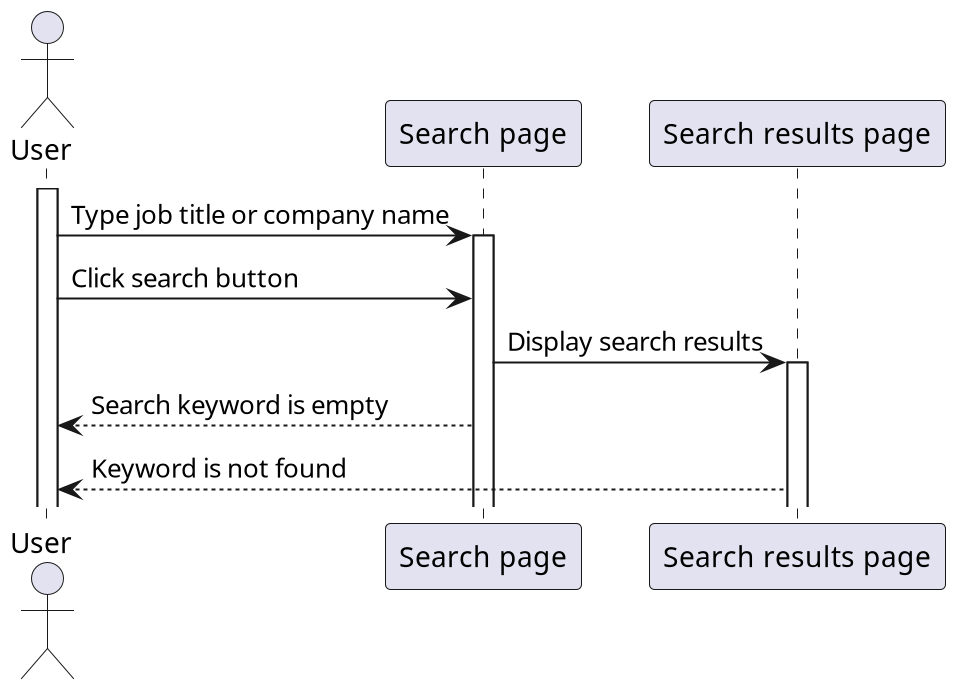 User
Search page
Search results page
Type job title or company name
Click search button
Display search results
Search keyword is empty
Keyword is not found
User
Search page
Search results page